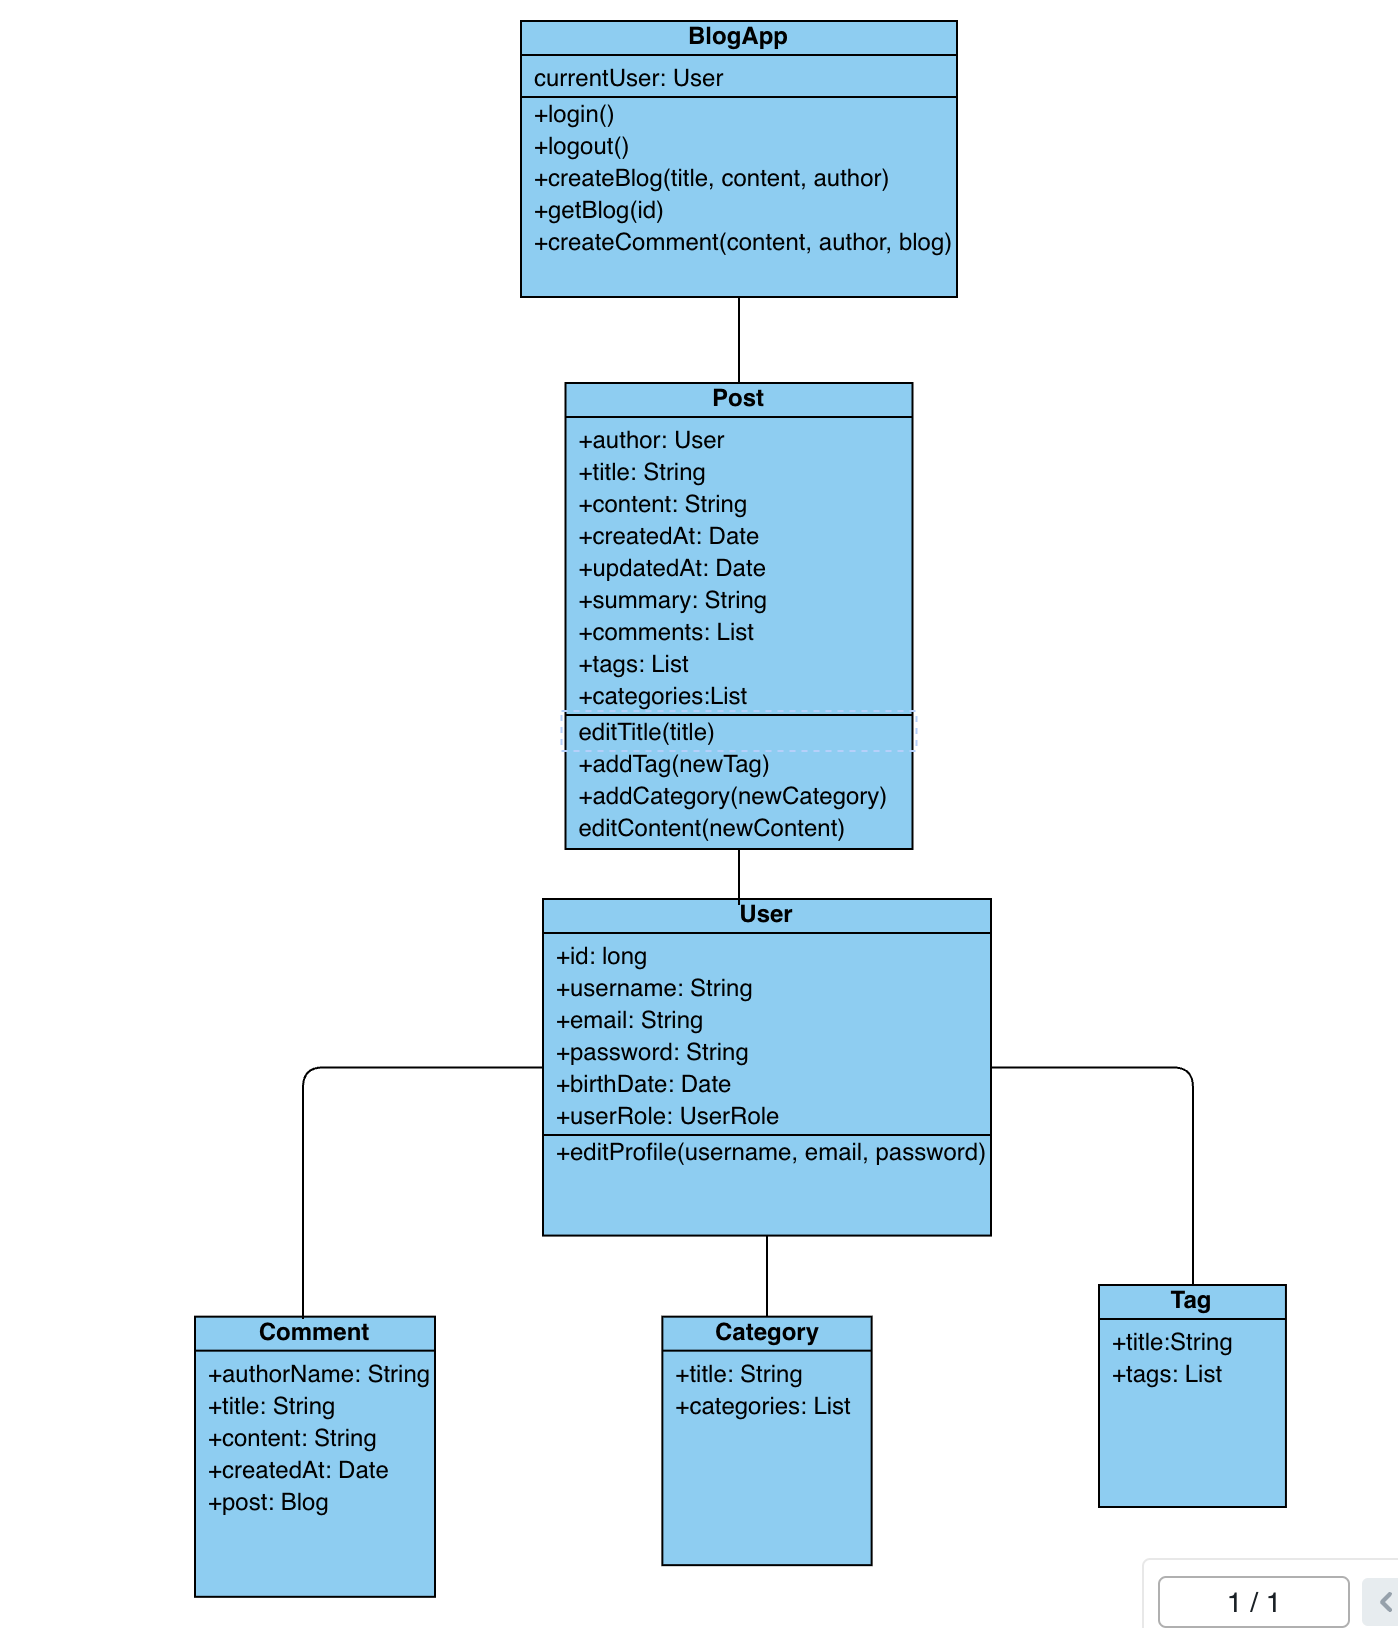 BlogApp
currentUser: User
+login()
+logout()
+createBlog(title, content, author)
+getBlog(id)
+createComment(content, author, blog)
Post
+author: User
+title: String
+content: String
+createdAt: Date
+updatedAt: Date
+summary: String
+comments: List
+tags: List
+categories:List
editTitle(title)
+addTag(newTag)
+addCategory(newCategory)
editContent(newContent)
User
+id: long
+username: String
+email: String
+password: String
+birthDate: Date
+userRole: UserRole
+editProfile(username, email, password)
Comment
+authorName: String
+title: String
+content: String
+createdAt: Date
+post: Blog
Category
+title: String
+categories: List
Tag
+title:String
+tags: List
1 / 1